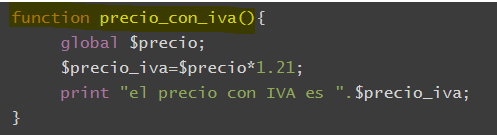 function precio_con_iva(){
global $precio;
$precio_iva=$precio*1.21;
print "el precio con IVA es ".$precio_iva;
}